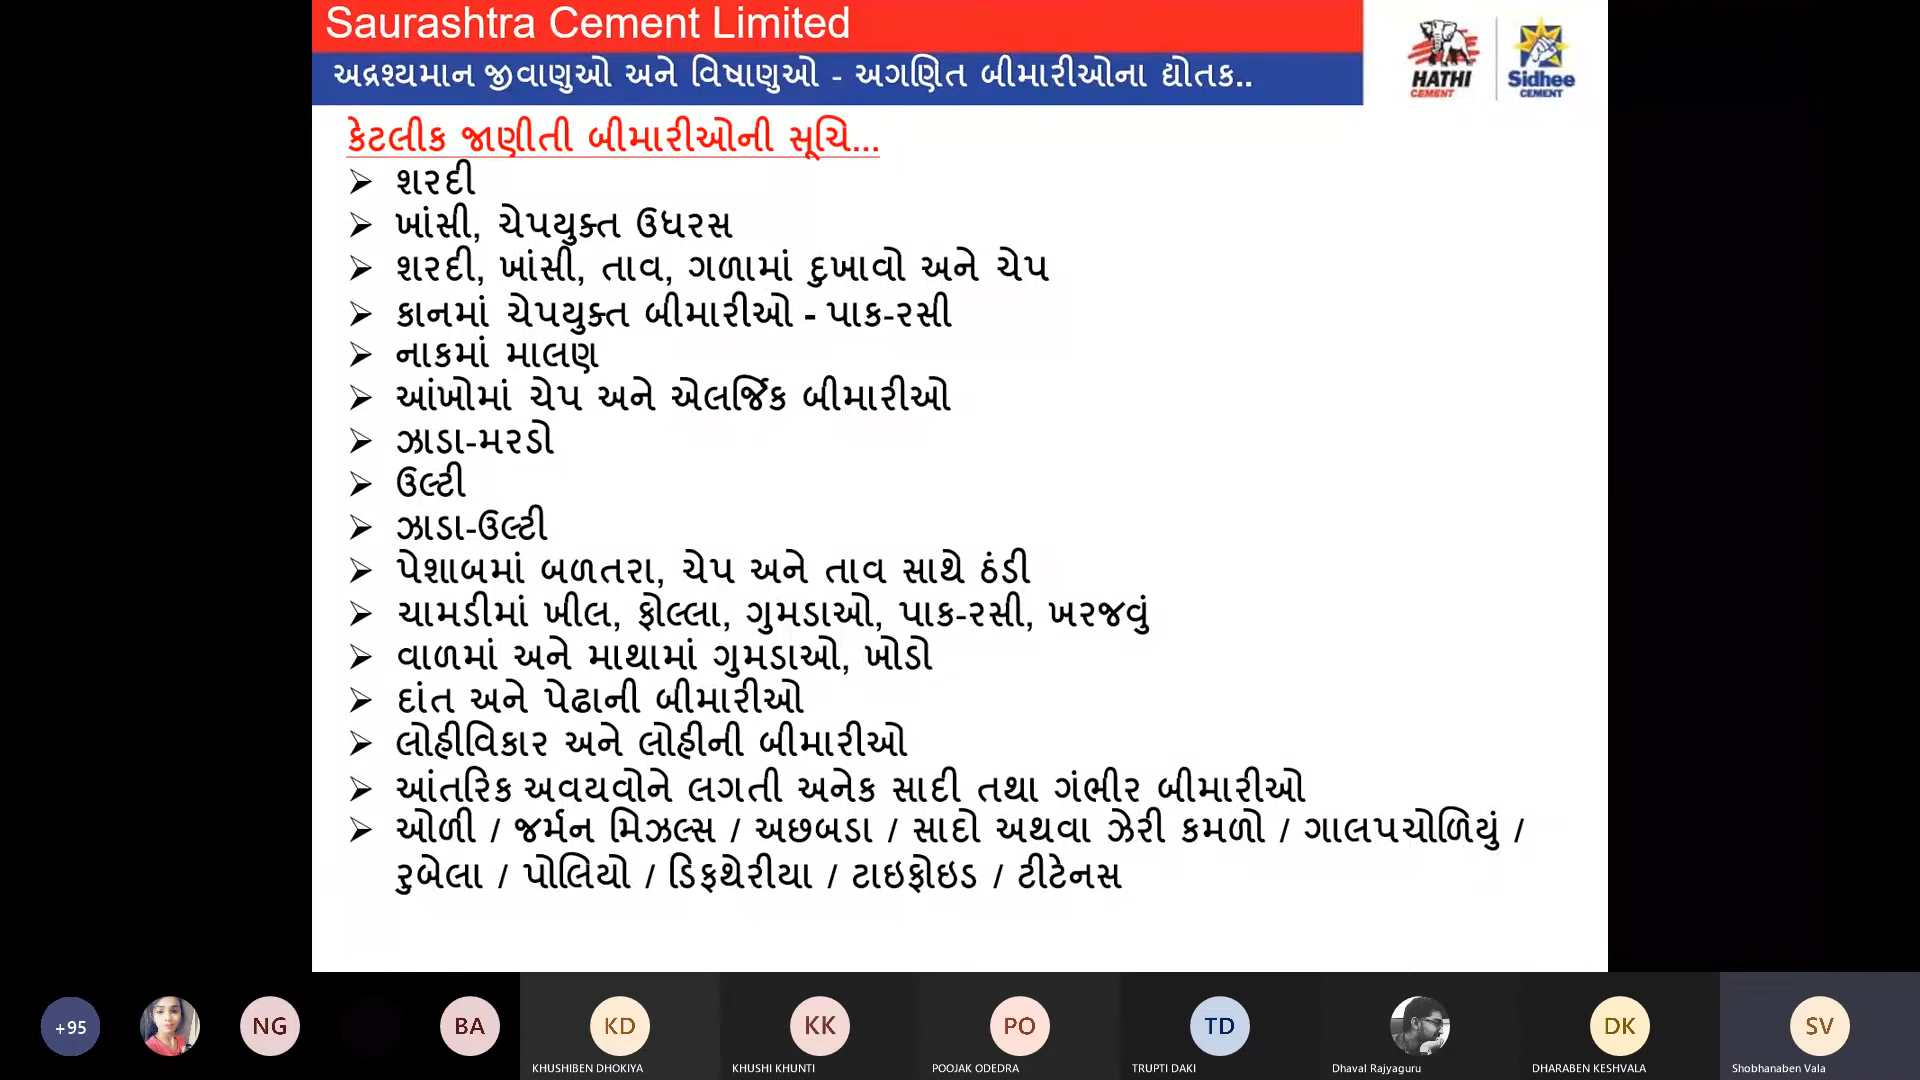 Saurashtra Cement Limited
અદ્રશ્યમાન જીવાણુઓ અને વિષાણુઓ - અગણિત બીમારીઓના દ્યોતક..
HATHI
CEMENT
Sidhee
CEMENT
કેટલીક જાણીતી બીમારીઓની સૂચિ...
➢ શરદી
➢ ખાંસી, ચેપયુક્ત ઉધરસ
➢ શરદી, ખાંસી, તાવ, ગળામાં દુખાવો અને ચેપ
➢ કાનમાં ચેપયુક્ત બીમારીઓ - પાક-રસી
➢ નાકમાં માલણ
➢ આંખોમાં ચેપ અને એલર્જિક બીમારીઓ
➢ ઝાડા-મરડો
➢ ઉલ્ટી
➢ ઝાડા-ઉલ્ટી
➢ પેશાબમાં બળતરા, ચેપ અને તાવ સાથે ઠંડી
➢ ચામડીમાં ખીલ, ફોલ્લા, ગુમડાઓ, પાક-રસી, ખરજવું
➢ વાળમાં અને માથામાં ગુમડાઓ, ખોડો
➢ દાંત અને પેઢાની બીમારીઓ
➢ લોહીવિકાર અને લોહીની બીમારીઓ
➢ આંતરિક અવયવોને લગતી અનેક સાદી તથા ગંભીર બીમારીઓ
➢ ઓળી / જર્મન મિઝલ્સ / અછબડા / સાદો અથવા ઝેરી કમળો / ગાલપચોળિયું /
રુબેલા / પોલિયો / ડિફથેરીયા / ટાઇફોઇડ / ટીટેનસ
+95 NG BA KD KK PO TD DK SV
KHUSHIBEN DHOKIYA KHUSHI KHUNTI POOJAK ODEDRA TRUPTI DAKI Dhaval Rajyaguru DHARABEN KESHVALA Shobhanaben Vala